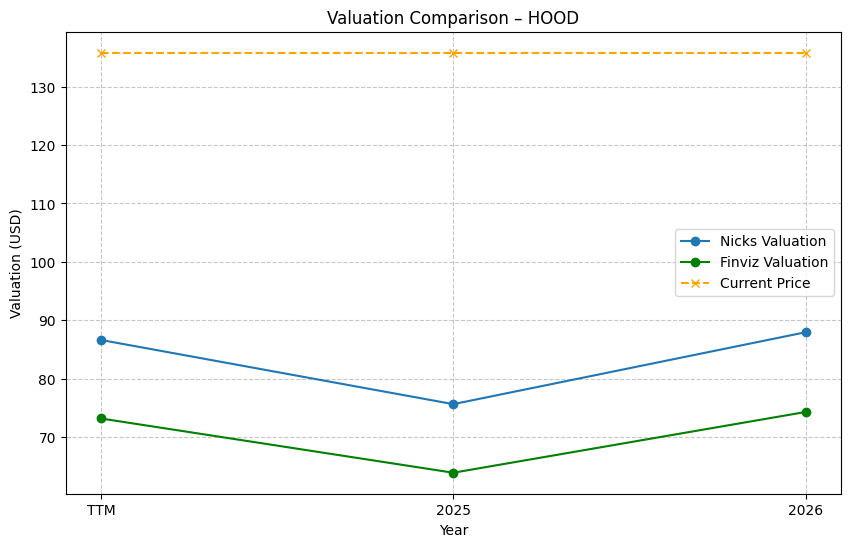 Valuation Comparison – HOOD
Valuation (USD)
130
120
110
100
90
80
70
Nicks Valuation
Finviz Valuation
Current Price
TTM
2025
2026
Year